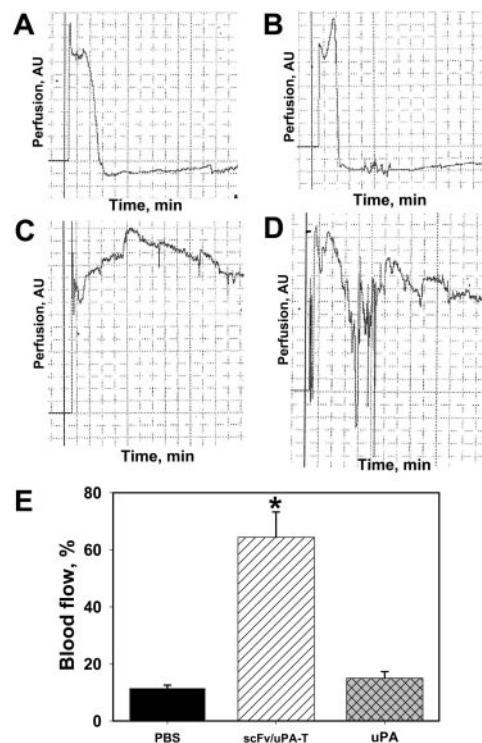 A
Perfusion, AU
Time, min
B
Perfusion, AU
Time, min
C
Perfusion, AU
Time, min
D
Perfusion, AU
Time, min
E
Blood flow, %
80
60
40
20
0
*
PBS
scFv/uPA-T
uPA